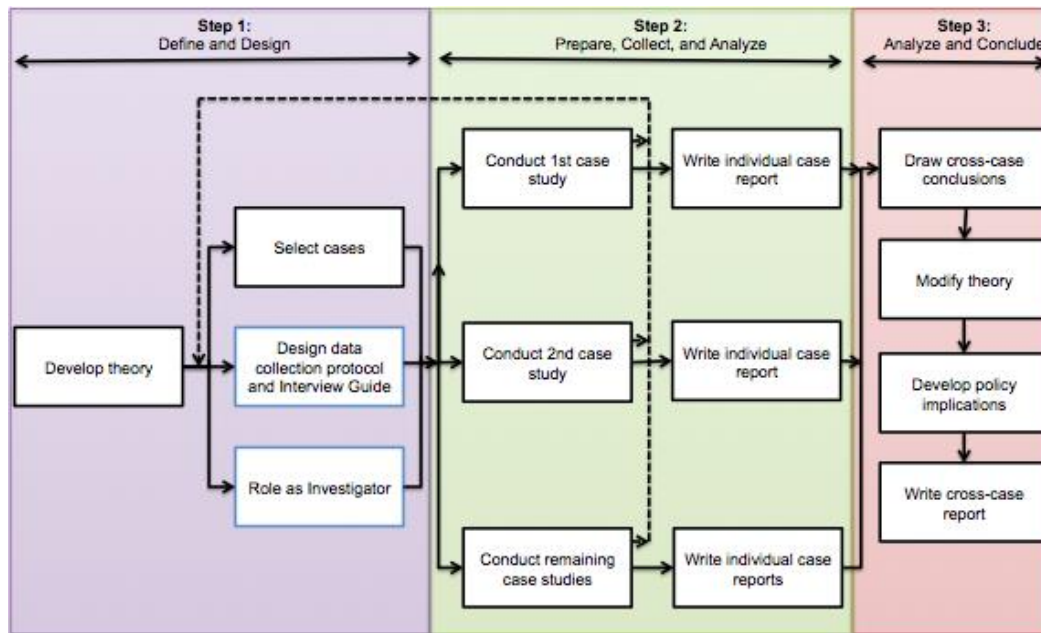 Step 1:
Define and Design
Step 2:
Prepare, Collect, and Analyze
Step 3:
Analyze and Conclude
Develop theory
Select cases
Design data
collection protocol
and Interview Guide
Role as Investigator
Conduct 1st case
study
Write individual case
report
Conduct 2nd case
study
Write individual case
report
Conduct remaining
case studies
Write individual case
reports
Draw cross-case
conclusions
Modify theory
Develop policy
implications
Write cross-case
report